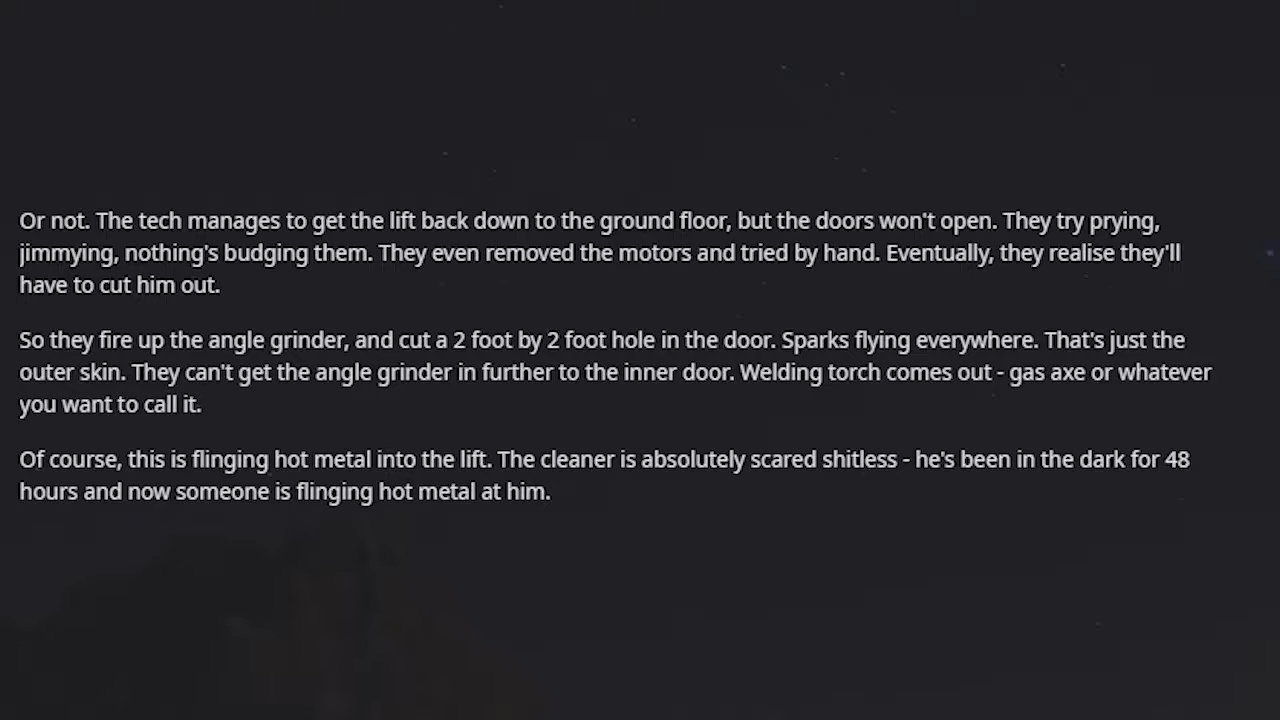 Or not. The tech manages to get the lift back down to the ground floor, but the doors won't open. They try prying,
jimmying, nothing's budging them. They even removed the motors and tried by hand. Eventually, they realise they'll
have to cut him out.
So they fire up the angle grinder, and cut a 2 foot by 2 foot hole in the door. Sparks flying everywhere. That's just the
outer skin. They can't get the angle grinder in further to the inner door. Welding torch comes out - gas axe or whatever
you want to call it.
Of course, this is flinging hot metal into the lift. The cleaner is absolutely scared shitless - he's been in the dark for 48
hours and now someone is flinging hot metal at him.